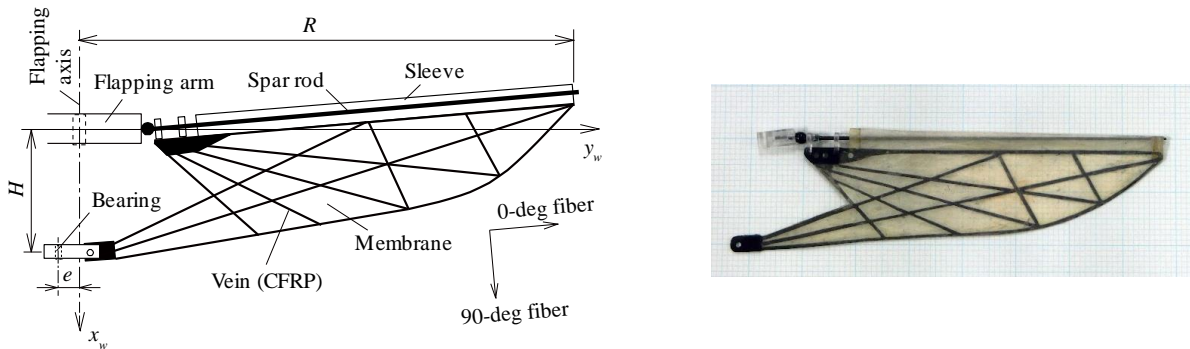 R
Flapping
axis
Flapping arm
Spar rod
Sleeve
y_w
H
Bearing
0-deg fiber
Membrane
e
Vein (CFRP)
90-deg fiber
x_w